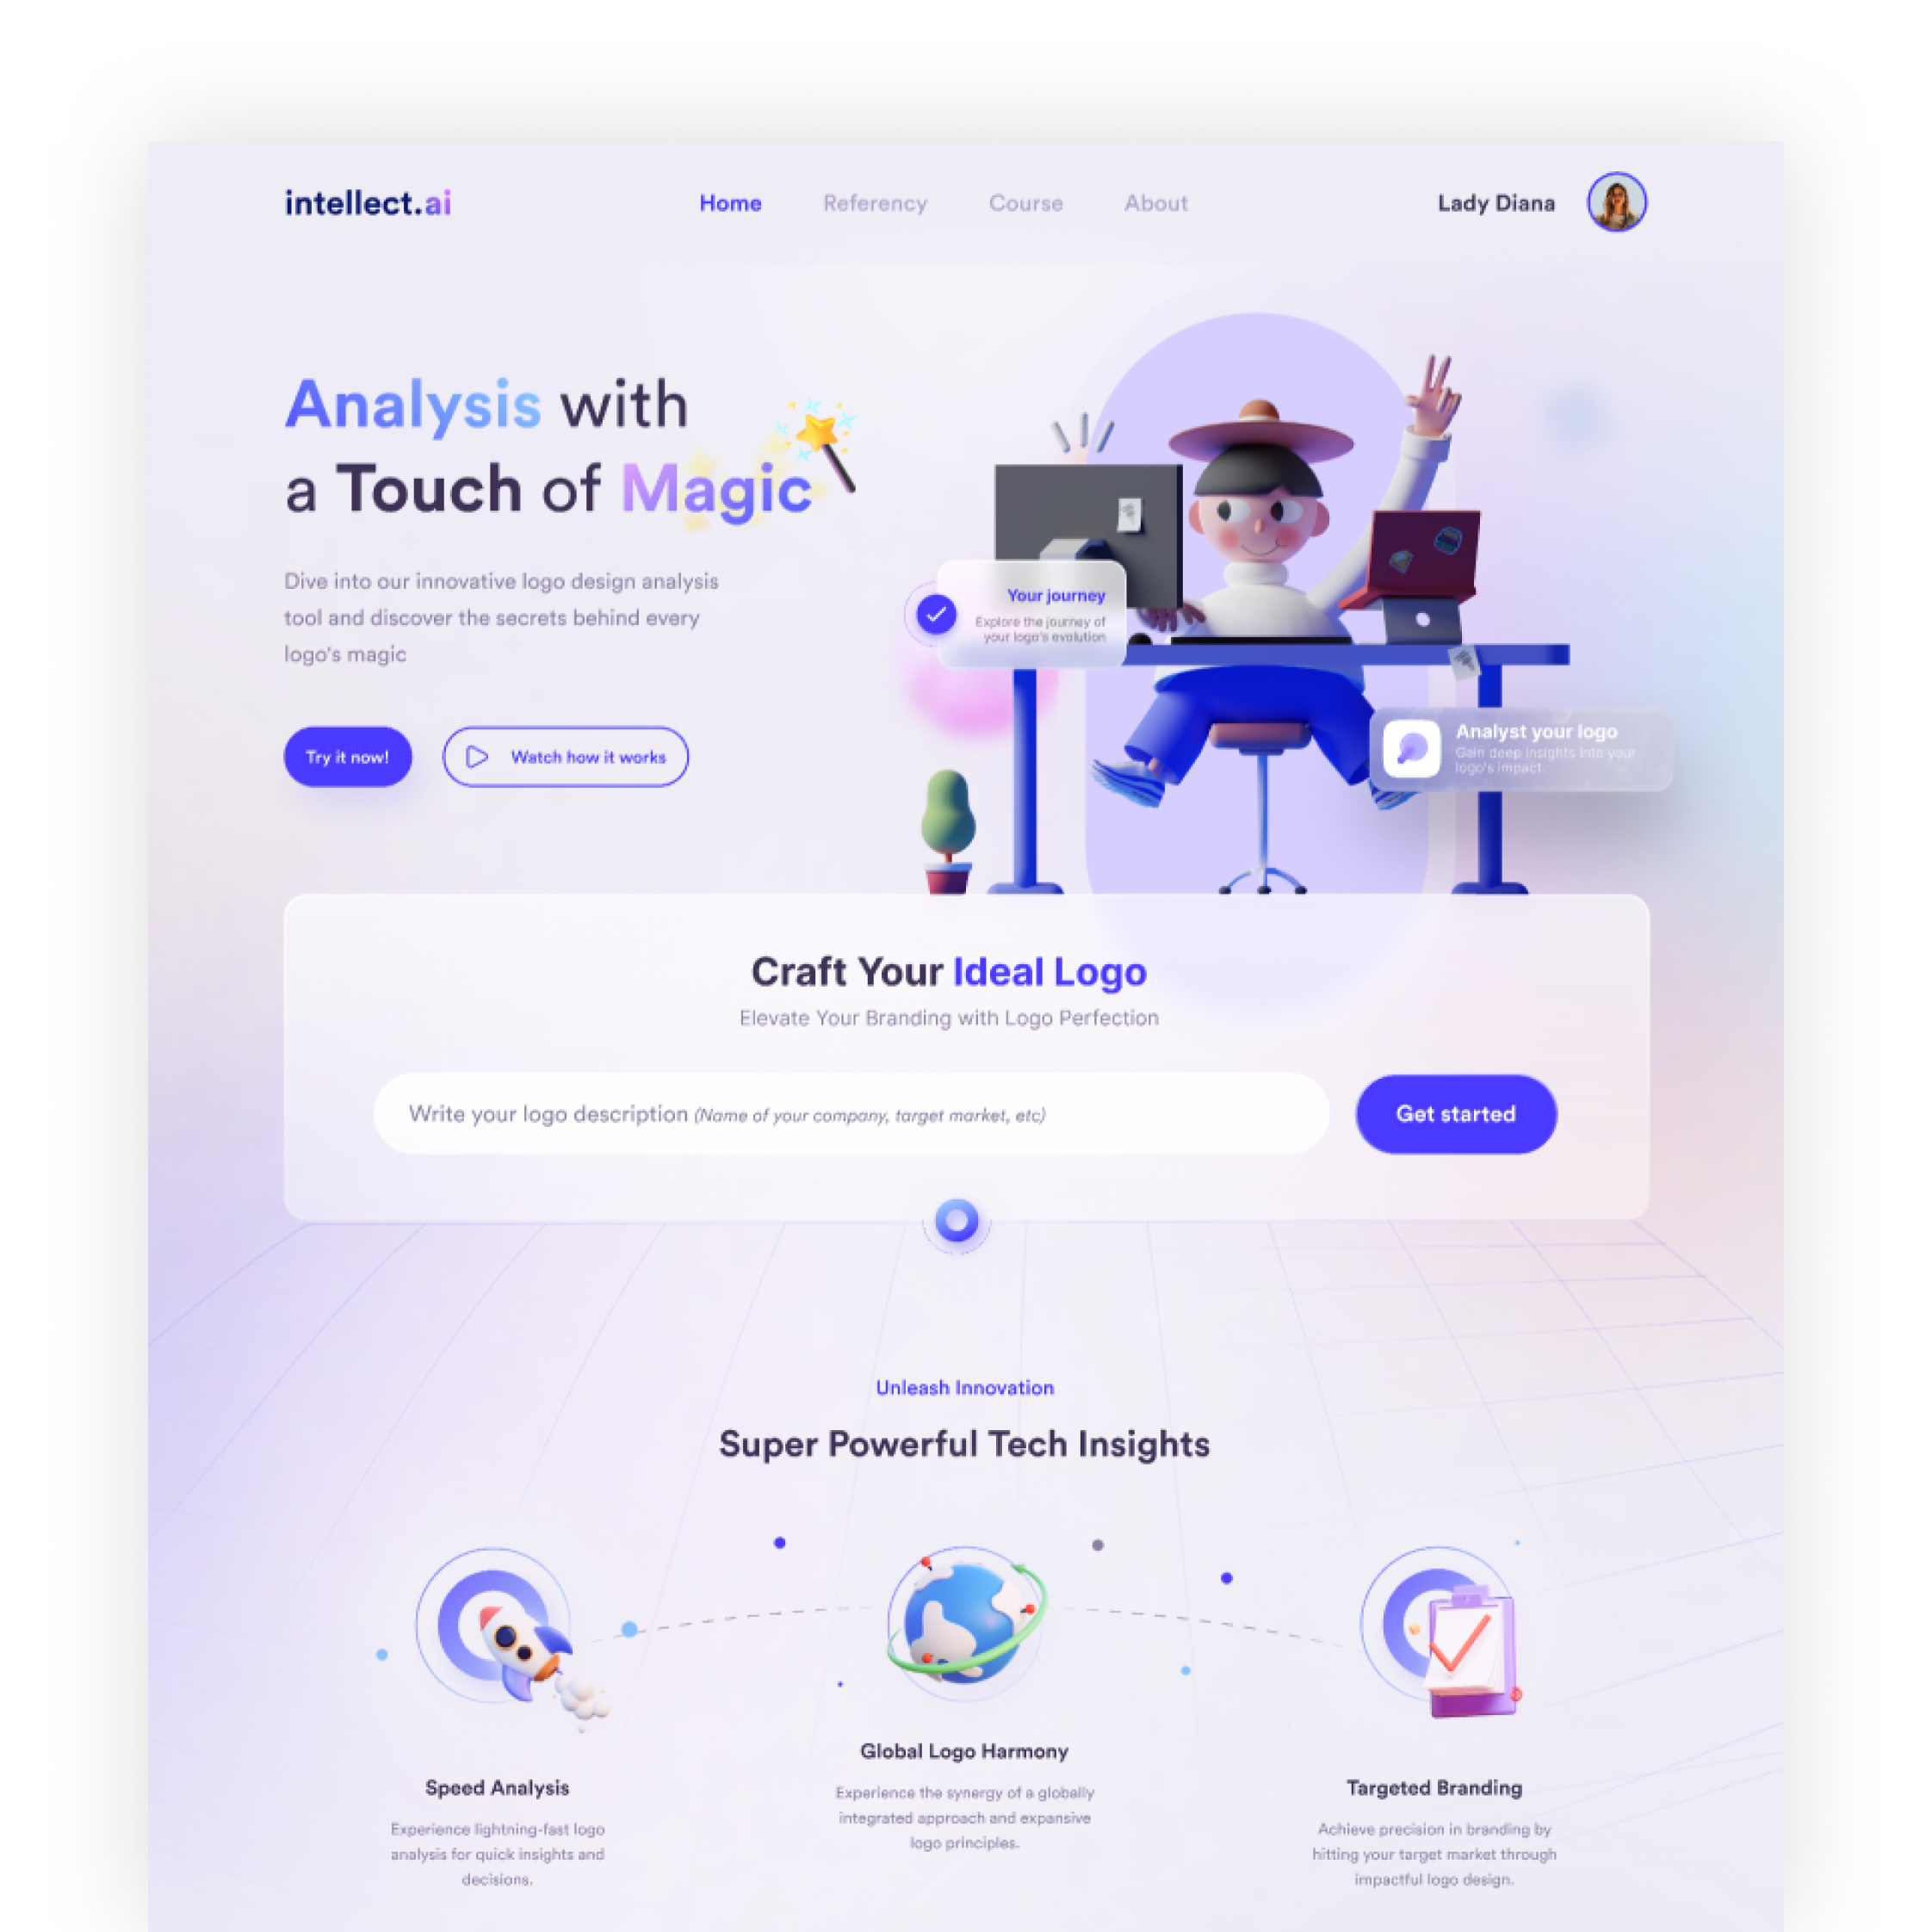 intellect.ai
Home
Referency
Course
About
Lady Diana
Analysis with
a Touch of Magic
Dive into our innovative logo design analysis
tool and discover the secrets behind every
logo's magic
Try it now!
Watch how it works
Your journey
Explore the journey of
your logo's evolution
Analyst your logo
Gain deep insights into your
logo's impact.
Craft Your Ideal Logo
Elevate Your Branding with Logo Perfection
Write your logo description (Name of your company, target market, etc)
Get started
Unleash Innovation
Super Powerful Tech Insights
Speed Analysis
Experience lightning-fast logo
analysis for quick insights and
decisions.
Global Logo Harmony
Experience the synergy of a globally
integrated approach and expansive
logo principles.
Targeted Branding
Achieve precision in branding by
hitting your target market through
impactful logo design.